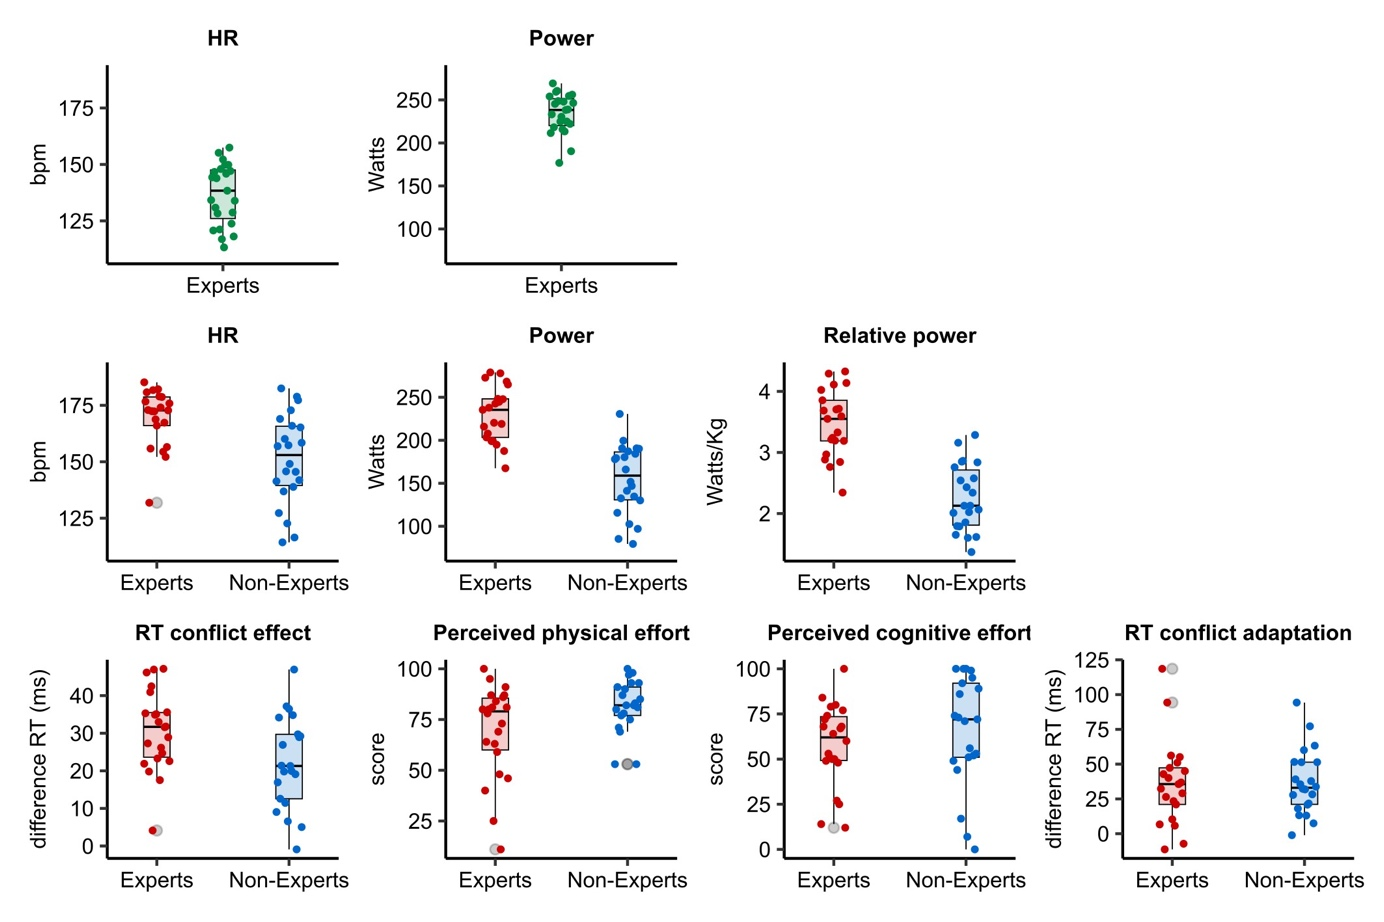 HR
Power
bpm
175
150
125
Experts
Watts
250
200
150
100
Experts
HR
Power
Relative power
bpm
175
150
125
Experts
Non-Experts
Watts
250
200
150
100
Experts
Non-Experts
Watts/Kg
4
3
2
Experts
Non-Experts
RT conflict effect
Perceived physical effort
Perceived cognitive effort
RT conflict adaptation
difference RT (ms)
40
30
20
10
0
Experts
Non-Experts
score
100
75
50
25
Experts
Non-Experts
score
100
75
50
25
0
Experts
Non-Experts
difference RT (ms)
125
100
75
50
25
0
Experts
Non-Experts